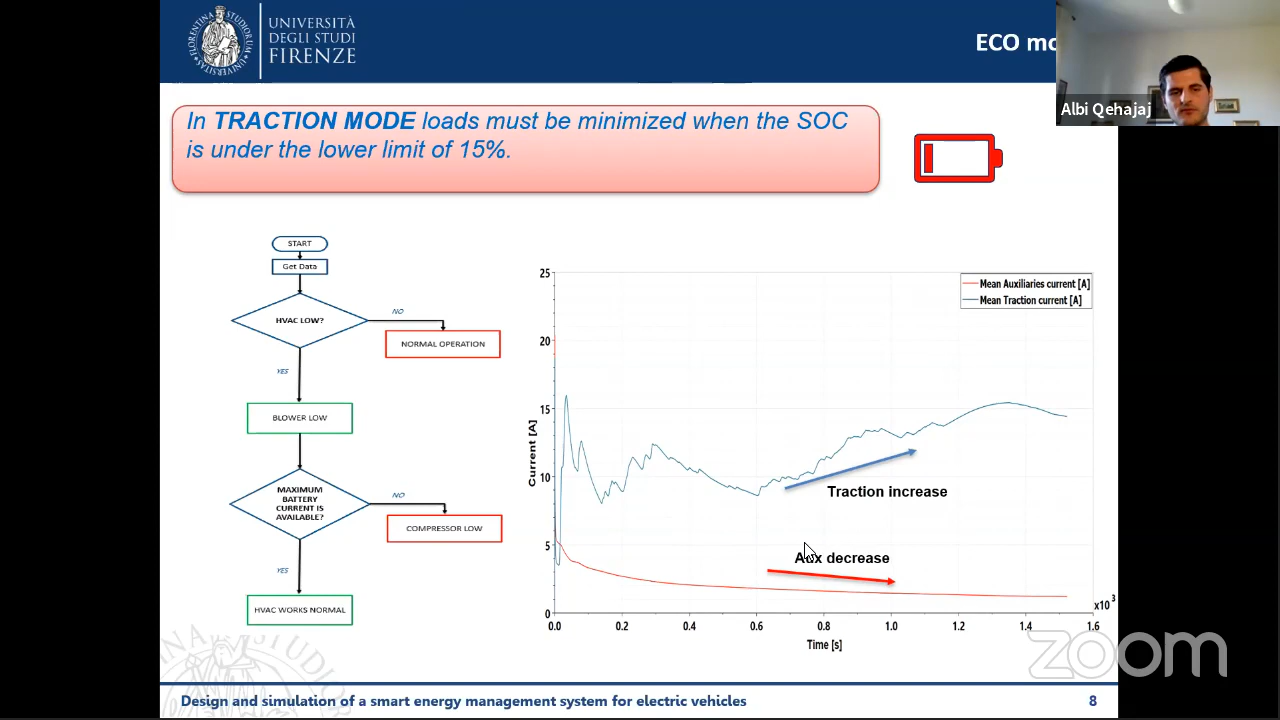 UNIVERSITÀ
DEGLI STUDI
FIRENZE
ECO mo
Albi Qehajaj
In TRACTION MODE loads must be minimized when the SOC
is under the lower limit of 15%.
START
Get Data
HVAC LOW?
NO
NORMAL OPERATION
YES
BLOWER LOW
MAXIMUM
BATTERY
CURRENT IS
AVAILABLE?
NO
COMPRESSOR LOW
YES
HVAC WORKS NORMAL
Mean Auxiliaries current [A]
Mean Traction current [A]
25
20
15
10
5
0
Current [A]
Traction increase
Aux decrease
x10 3
0.0 0.2 0.4 0.6 0.8 1.0 1.2 1.4 1.6
Time [s]
zoom
Design and simulation of a smart energy management system for electric vehicles
8